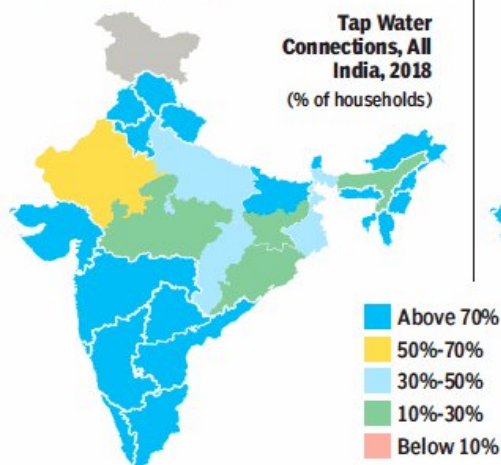 Tap Water
Connections, All
India, 2018
(% of households)
Above 70%
50%-70%
30%-50%
10%-30%
Below 10%